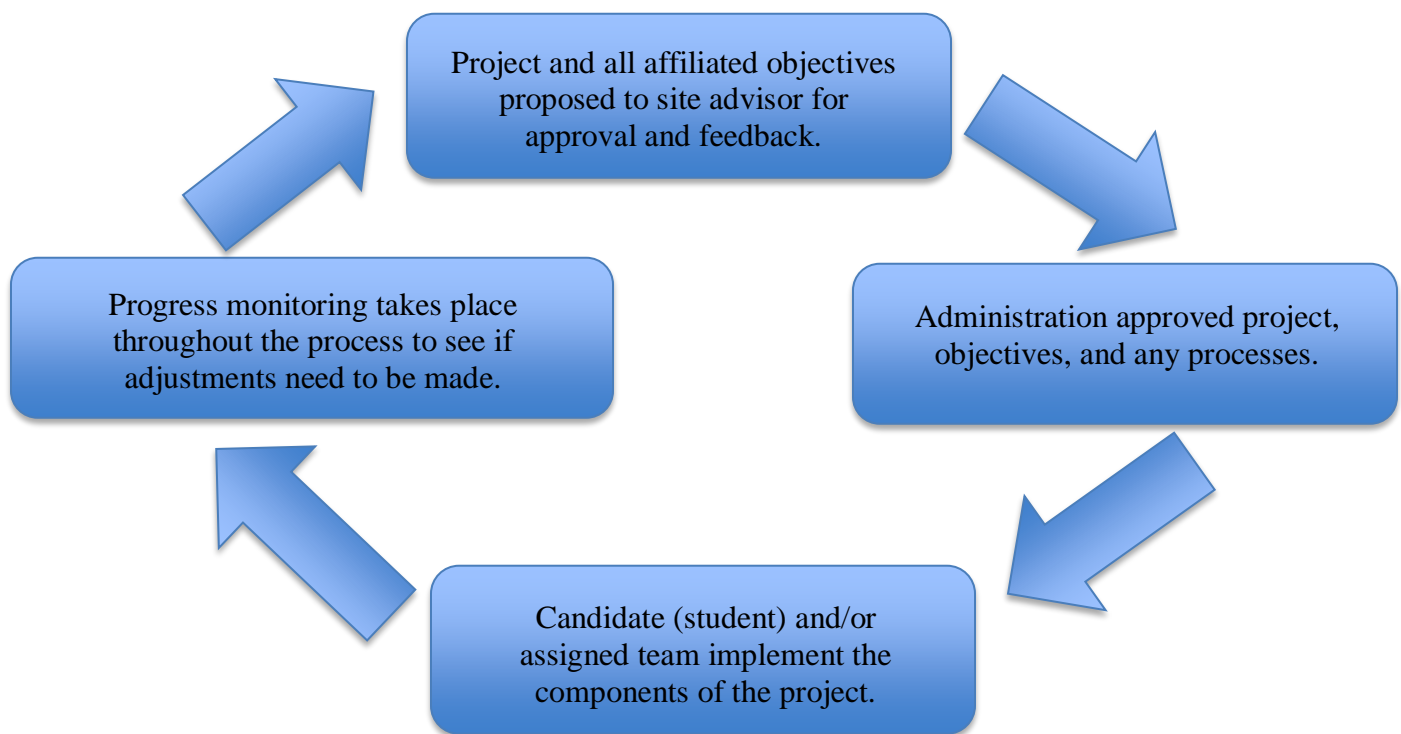 Project and all affiliated objectives
proposed to site advisor for
approval and feedback.
Administration approved project,
objectives, and any processes.
Candidate (student) and/or
assigned team implement the
components of the project.
Progress monitoring takes place
throughout the process to see if
adjustments need to be made.